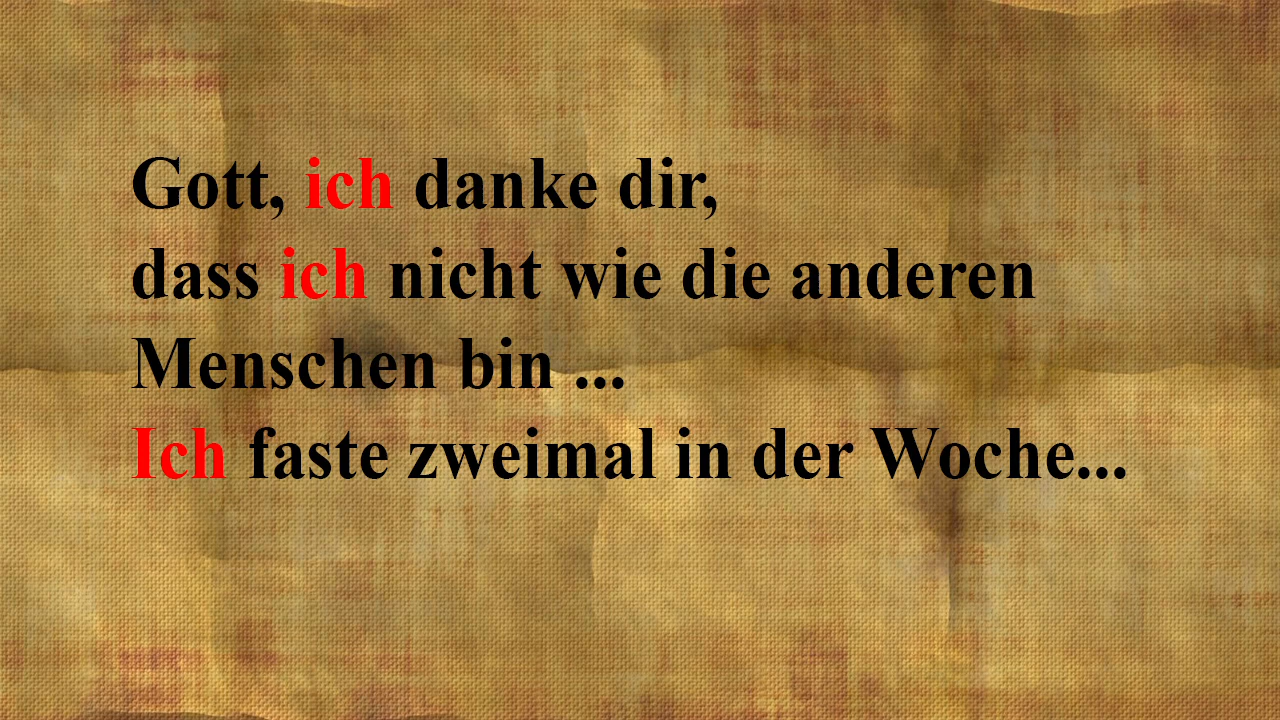 Gott, ich danke dir,
dass ich nicht wie die anderen
Menschen bin ...
Ich faste zweimal in der Woche...